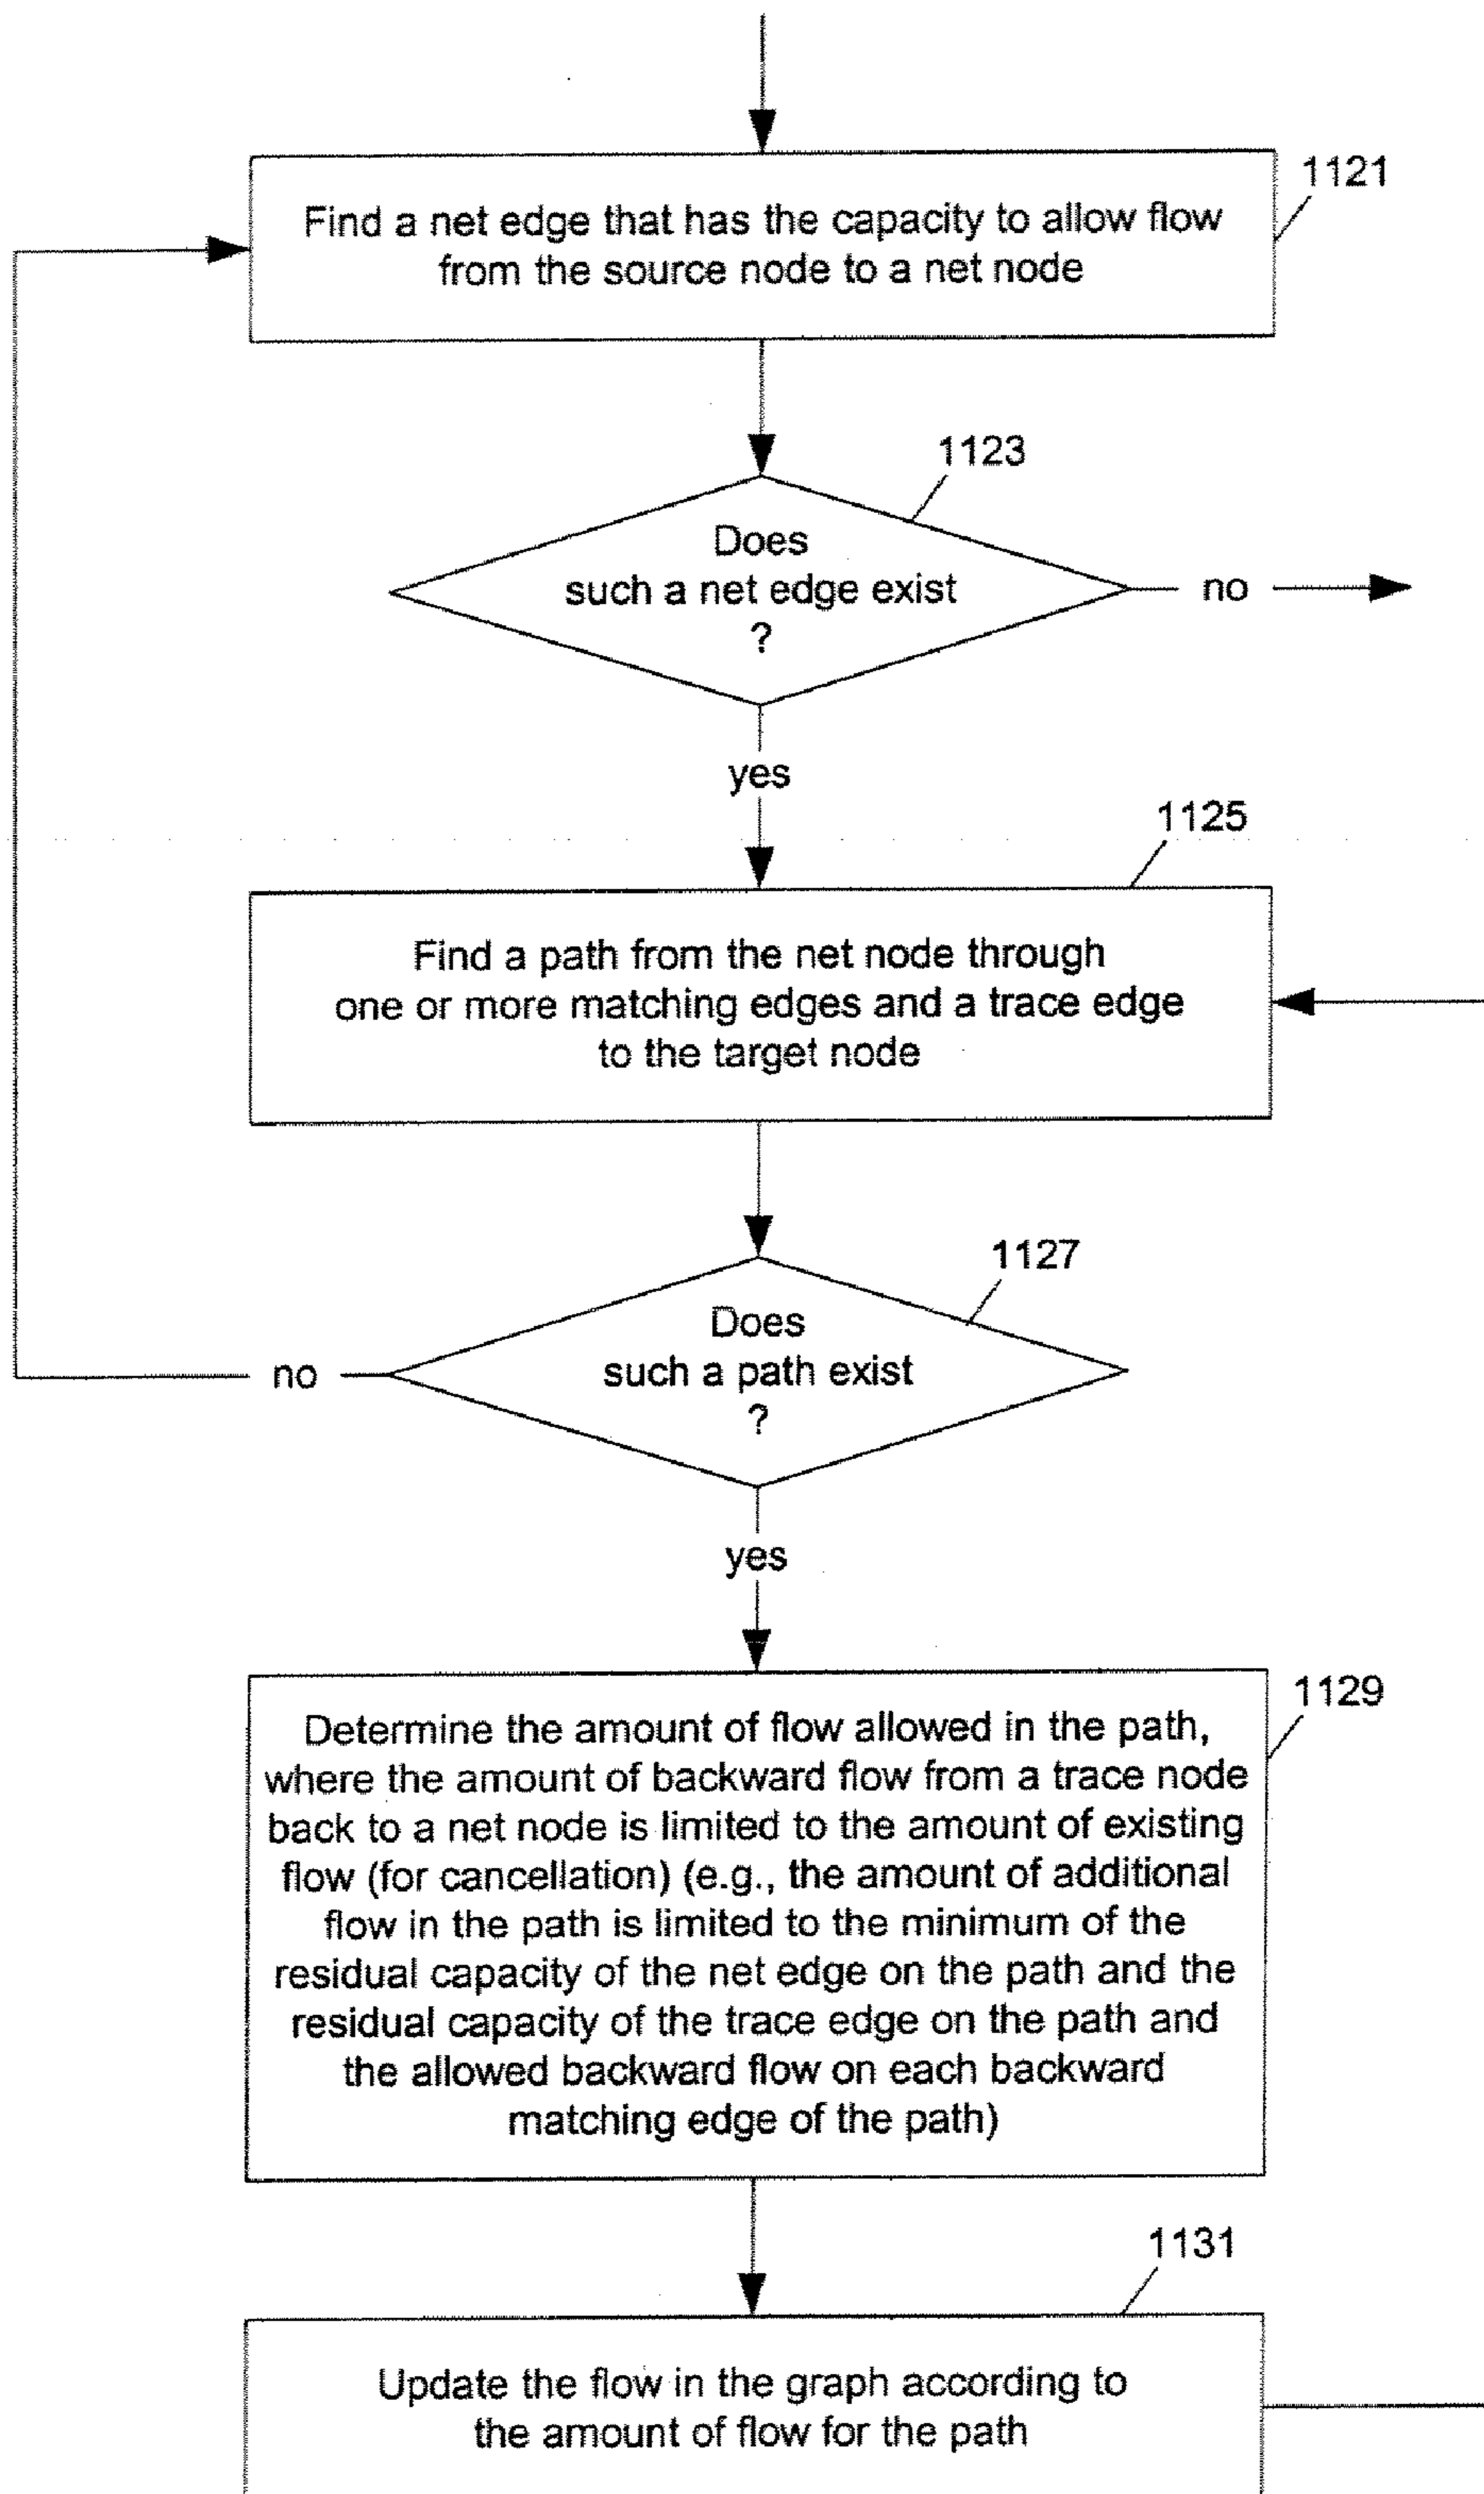 1121
Find a net edge that has the capacity to allow flow
from the source node to a net node
1123
Does
such a net edge exist
?
no
yes
1125
Find a path from the net node through
one or more matching edges and a trace edge
to the target node
1127
Does
such a path exist
?
no
yes
1129
Determine the amount of flow allowed in the path,
where the amount of backward flow from a trace node
back to a net node is limited to the amount of existing
flow (for cancellation) (e.g., the amount of additional
flow in the path is limited to the minimum of the
residual capacity of the net edge on the path and the
residual capacity of the trace edge on the path and
the allowed backward flow on each backward
matching edge of the path)
1131
Update the flow in the graph according to
the amount of flow for the path